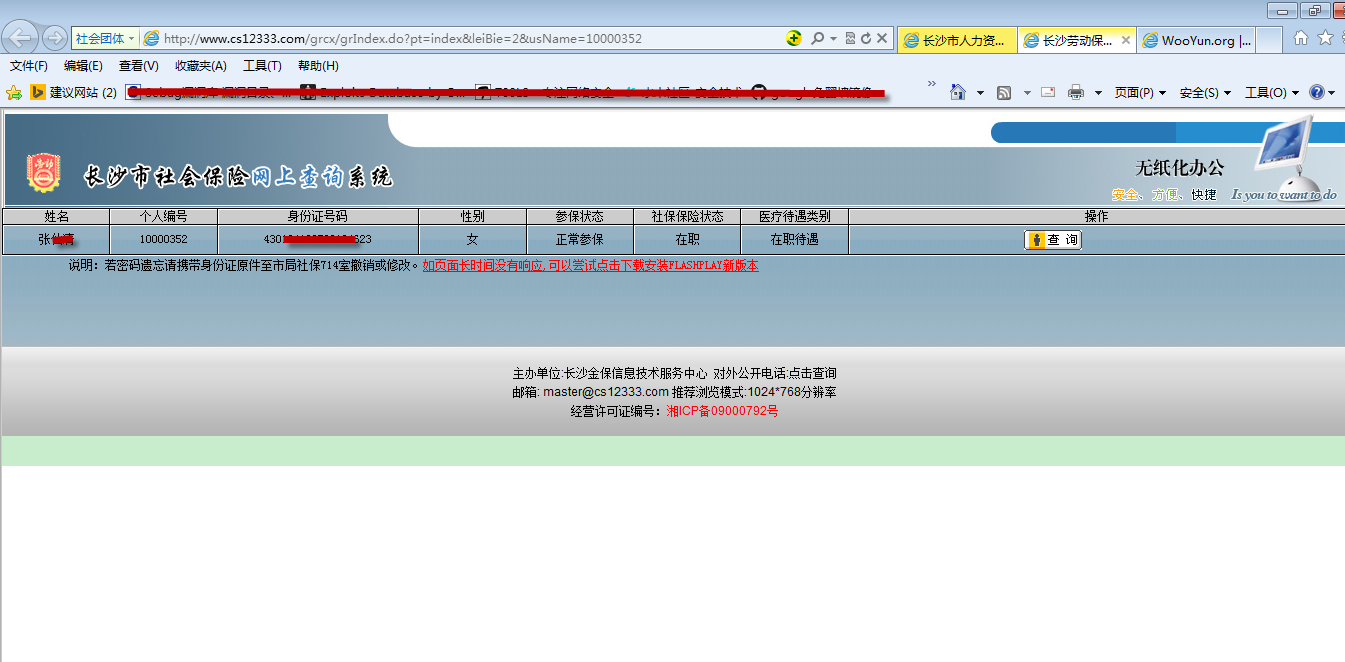 社会团体 http://www.cs12333.com/grcx/grIndex.do?pt=index&leiBie=2&usName=10000352 长沙市人力资... 长沙劳动保... WooYun.org |...
文件(F) 编辑(E) 查看(V) 收藏夹(A) 工具(T) 帮助(H)
建议网站 (2) 页面(P) 安全(S) 工具(O)
长沙市社会保险网上查询系统
无纸化办公
安全、方便、快捷 Is you to want to do
姓名 个人编号 身份证号码 性别 参保状态 社保保险状态 医疗待遇类别 操作
张 10000352 430 623 女 正常参保 在职 在职待遇 查 询
说明：若密码遗忘请携带身份证原件至市局社保714室撤销或修改。如页面长时间没有响应,可以尝试点击下载安装FLASHPLAY新版本
主办单位:长沙金保信息技术服务中心 对外公开电话:点击查询
邮箱: master@cs12333.com 推荐浏览模式:1024*768分辨率
经营许可证编号：湘ICP备09000792号